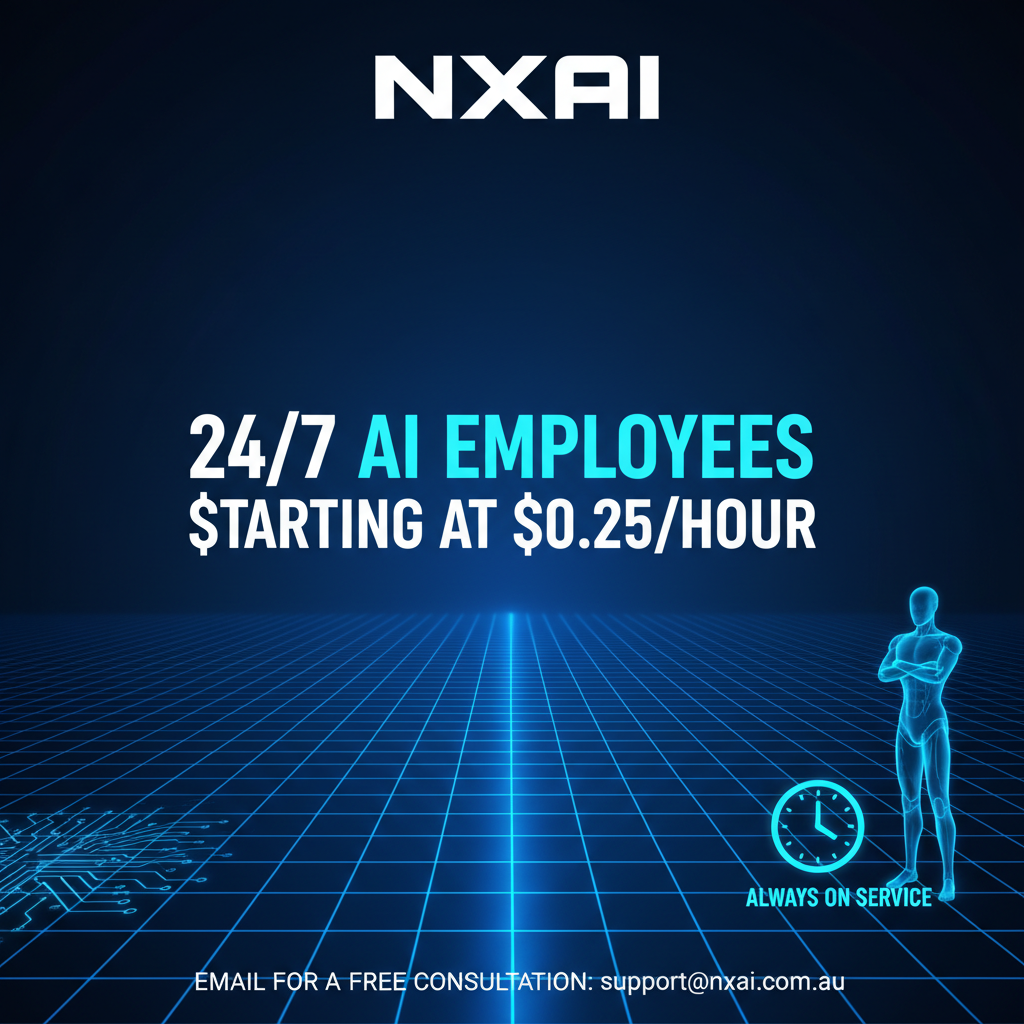 NXAI
24/7 AI EMPLOYEES
$TARTING AT $0.25/HOUR
ALWAYS ON SERVICE
EMAIL FOR A FREE CONSULTATION: support@nxai.com.au